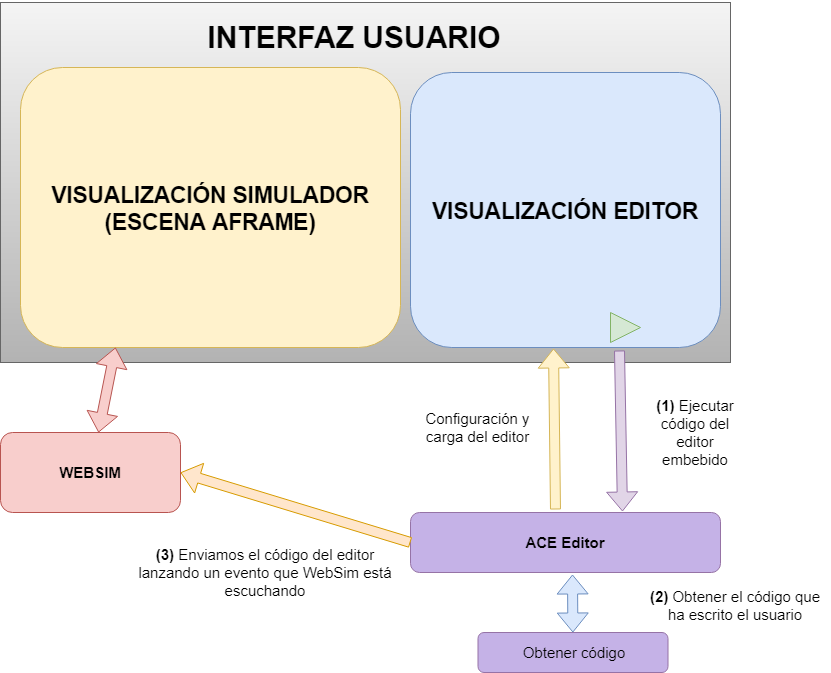 INTERFAZ USUARIO
VISUALIZACIÓN SIMULADOR
(ESCENA AFRAME)
VISUALIZACIÓN EDITOR
Configuración y
carga del editor
(1) Ejecutar
código del
editor
embebido
WEBSIM
ACE Editor
(3) Enviamos el código del editor
lanzando un evento que WebSim está
escuchando
(2) Obtener el código que
ha escrito el usuario
Obtener código